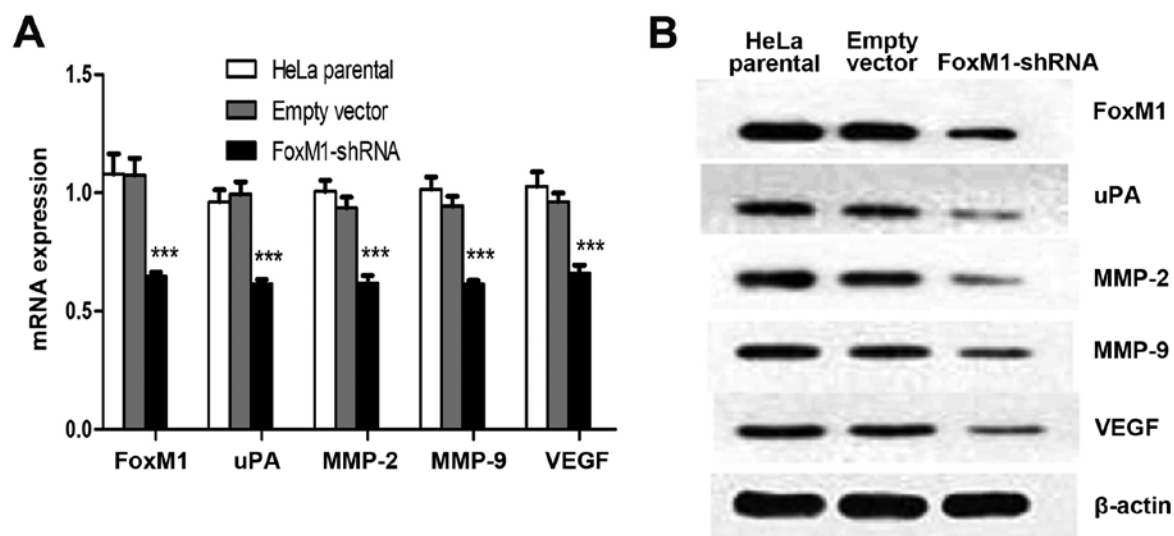 A
mRNA expression
1.5
1.0
0.5
0.0
HeLa parental
Empty vector
FoxM1-shRNA
***
***
***
***
***
FoxM1 uPA MMP-2 MMP-9 VEGF
B
HeLa parental
Empty vector
FoxM1-shRNA
FoxM1
uPA
MMP-2
MMP-9
VEGF
β-actin